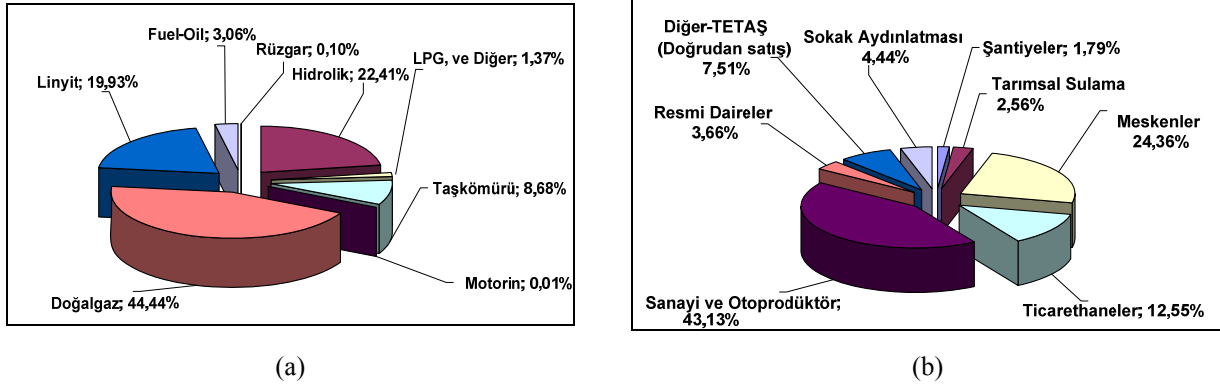 Fuel-Oil; 3,06%
Rüzgar; 0,10%
Hidrolik; 22,41%
LPG, ve Diğer; 1,37%
Linyit; 19,93%
Taşkömürü; 8,68%
Motorin; 0,01%
Doğalgaz; 44,44%
(a)
Diğer-TETAŞ
(Doğrudan satış)
7,51%
Sokak Aydınlatması
4,44%
Şantiyeler; 1,79%
Tarımsal Sulama
2,56%
Resmi Daireler
3,66%
Meskenler
24,36%
Sanayi ve Otoprodüktör;
43,13%
Ticarethaneler; 12,55%
(b)